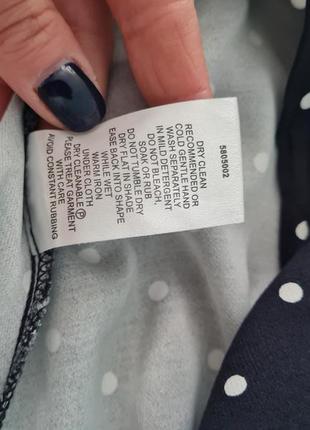 5805002
DRY CLEAN
RECOMMENDED OR
COLD GENTLE HAND
WASH SEPARATELY
IN MILD DETERGENT
DO NOT BLEACH,
SOAK OR RUB
DO NOT TUMBLE DRY
DRY FLAT IN SHADE
EASE BACK INTO SHAPE
WHILE WET
WARM IRON
UNDER CLOTH
DRY CLEANABLE Ⓟ
PLEASE TREAT GARMENT
WITH CARE
AVOID CONSTANT RUBBING